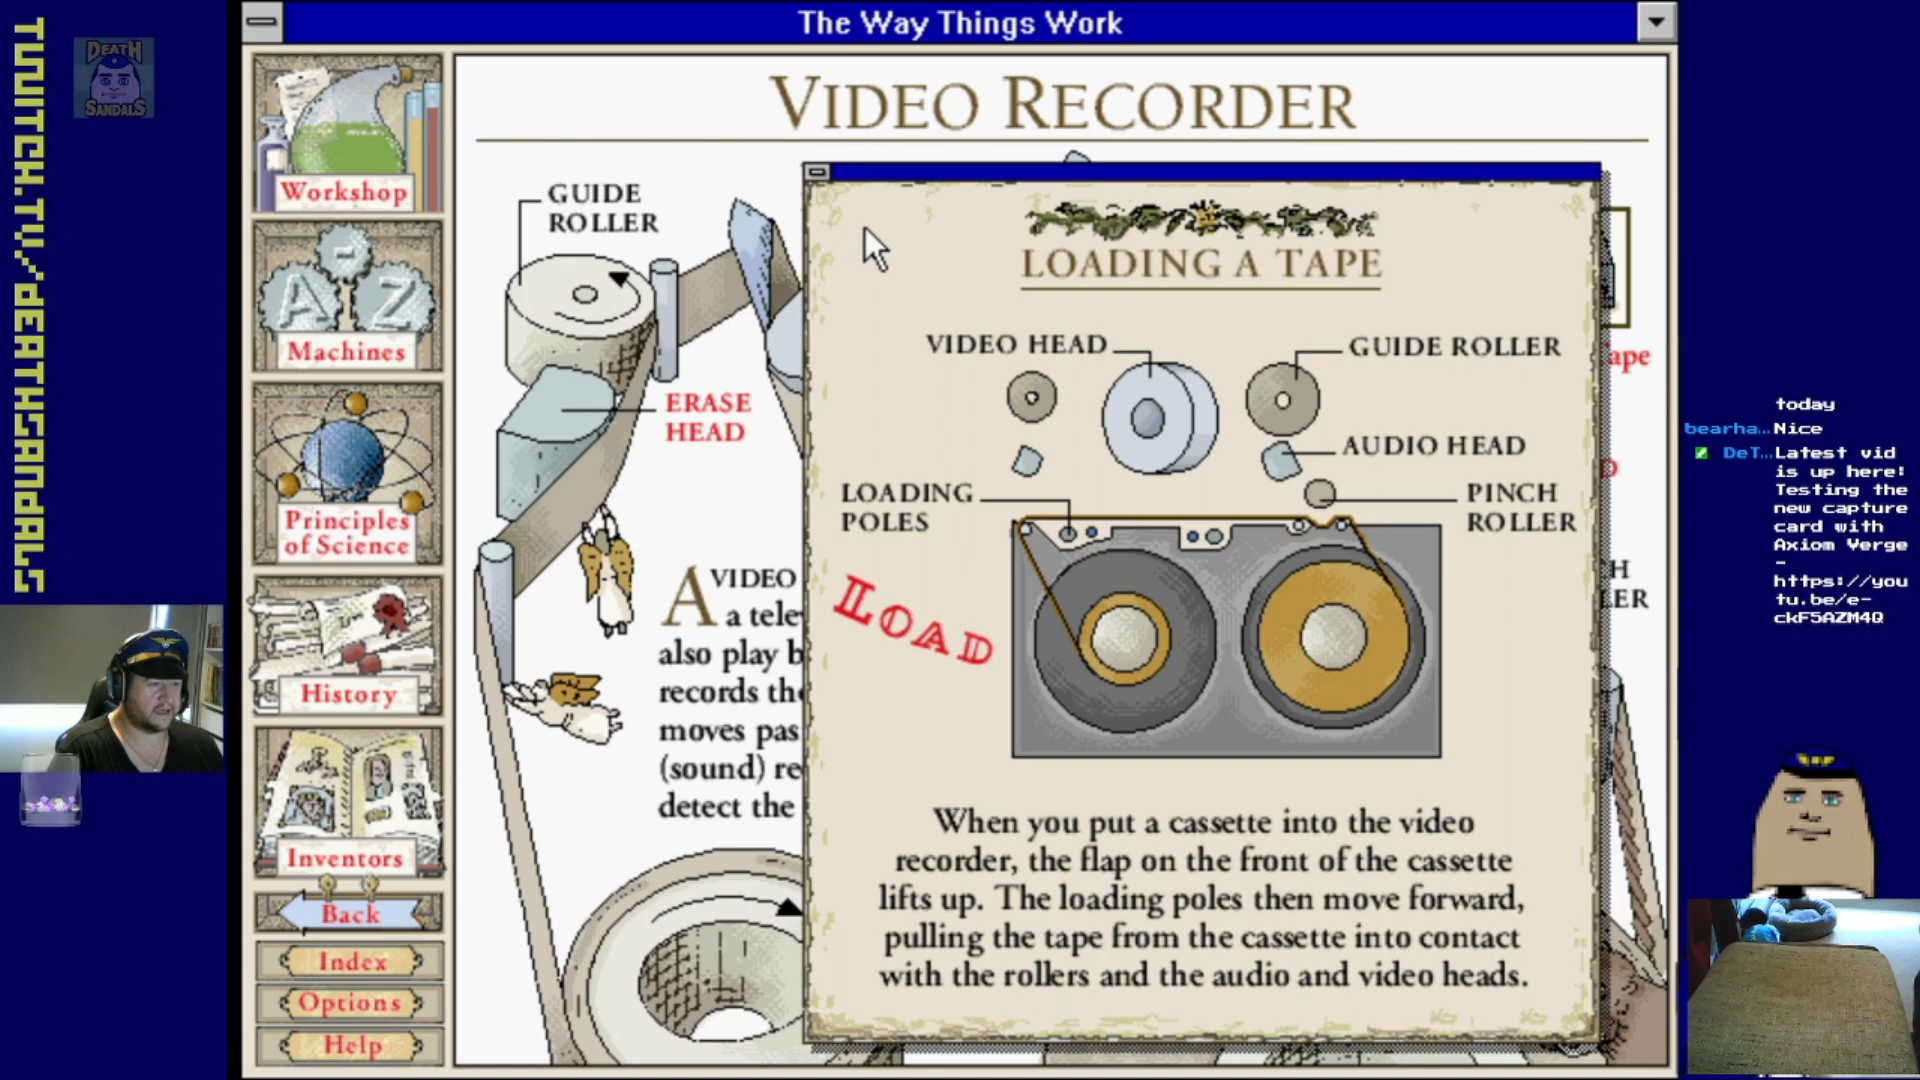 TWITCH.TV/DEATHSANDALS
DEATH
SANDALS
The Way Things Work
Workshop
A - Z
Machines
Principles
of Science
History
Inventors
Back
Index
Options
Help
VIDEO RECORDER
GUIDE
ROLLER
ERASE
HEAD
A VIDEO
a tele
also play b
records the
moves pas
(sound) re
detect the
LOADING A TAPE
VIDEO HEAD
GUIDE ROLLER
AUDIO HEAD
LOADING
POLES
PINCH
ROLLER
LOAD
When you put a cassette into the video
recorder, the flap on the front of the cassette
lifts up. The loading poles then move forward,
pulling the tape from the cassette into contact
with the rollers and the audio and video heads.
ape
D
H
LER
today
bearha... Nice
DeT... Latest vid
is up here:
Testing the
new capture
card with
Axiom Verge
-
https://you
tu.be/e-
ckF5AZM4Q